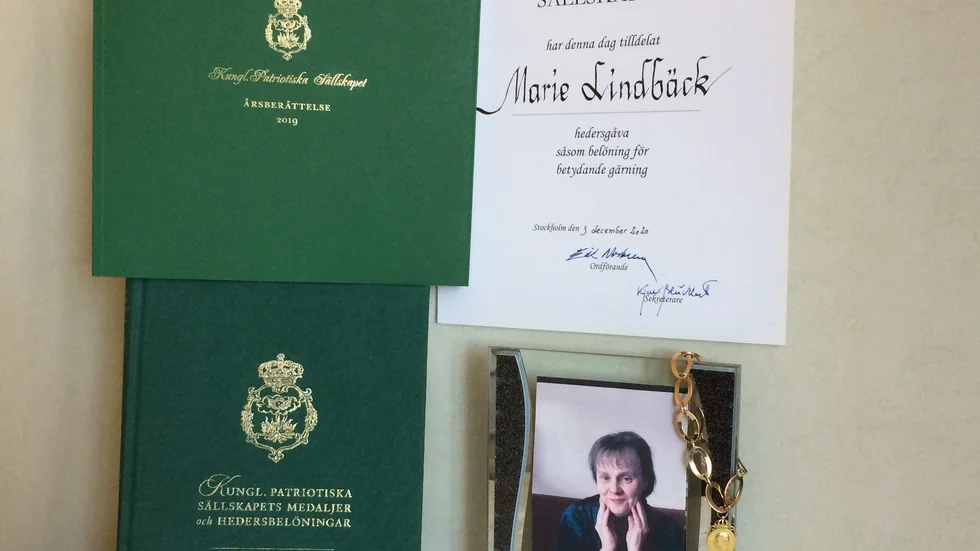 Kungl. Patriotiska Sällskapet
ÅRSBERÄTTELSE
2019
har denna dag tilldelat
Marie Lindbäck
hedersgåva
såsom belöning för
betydande gärning
Stockholm den 3 december 2020
Ordförande
Sekreterare
KUNGL. PATRIOTISKA
SÄLLSKAPETS MEDALJER
och HEDERSBELÖNINGAR